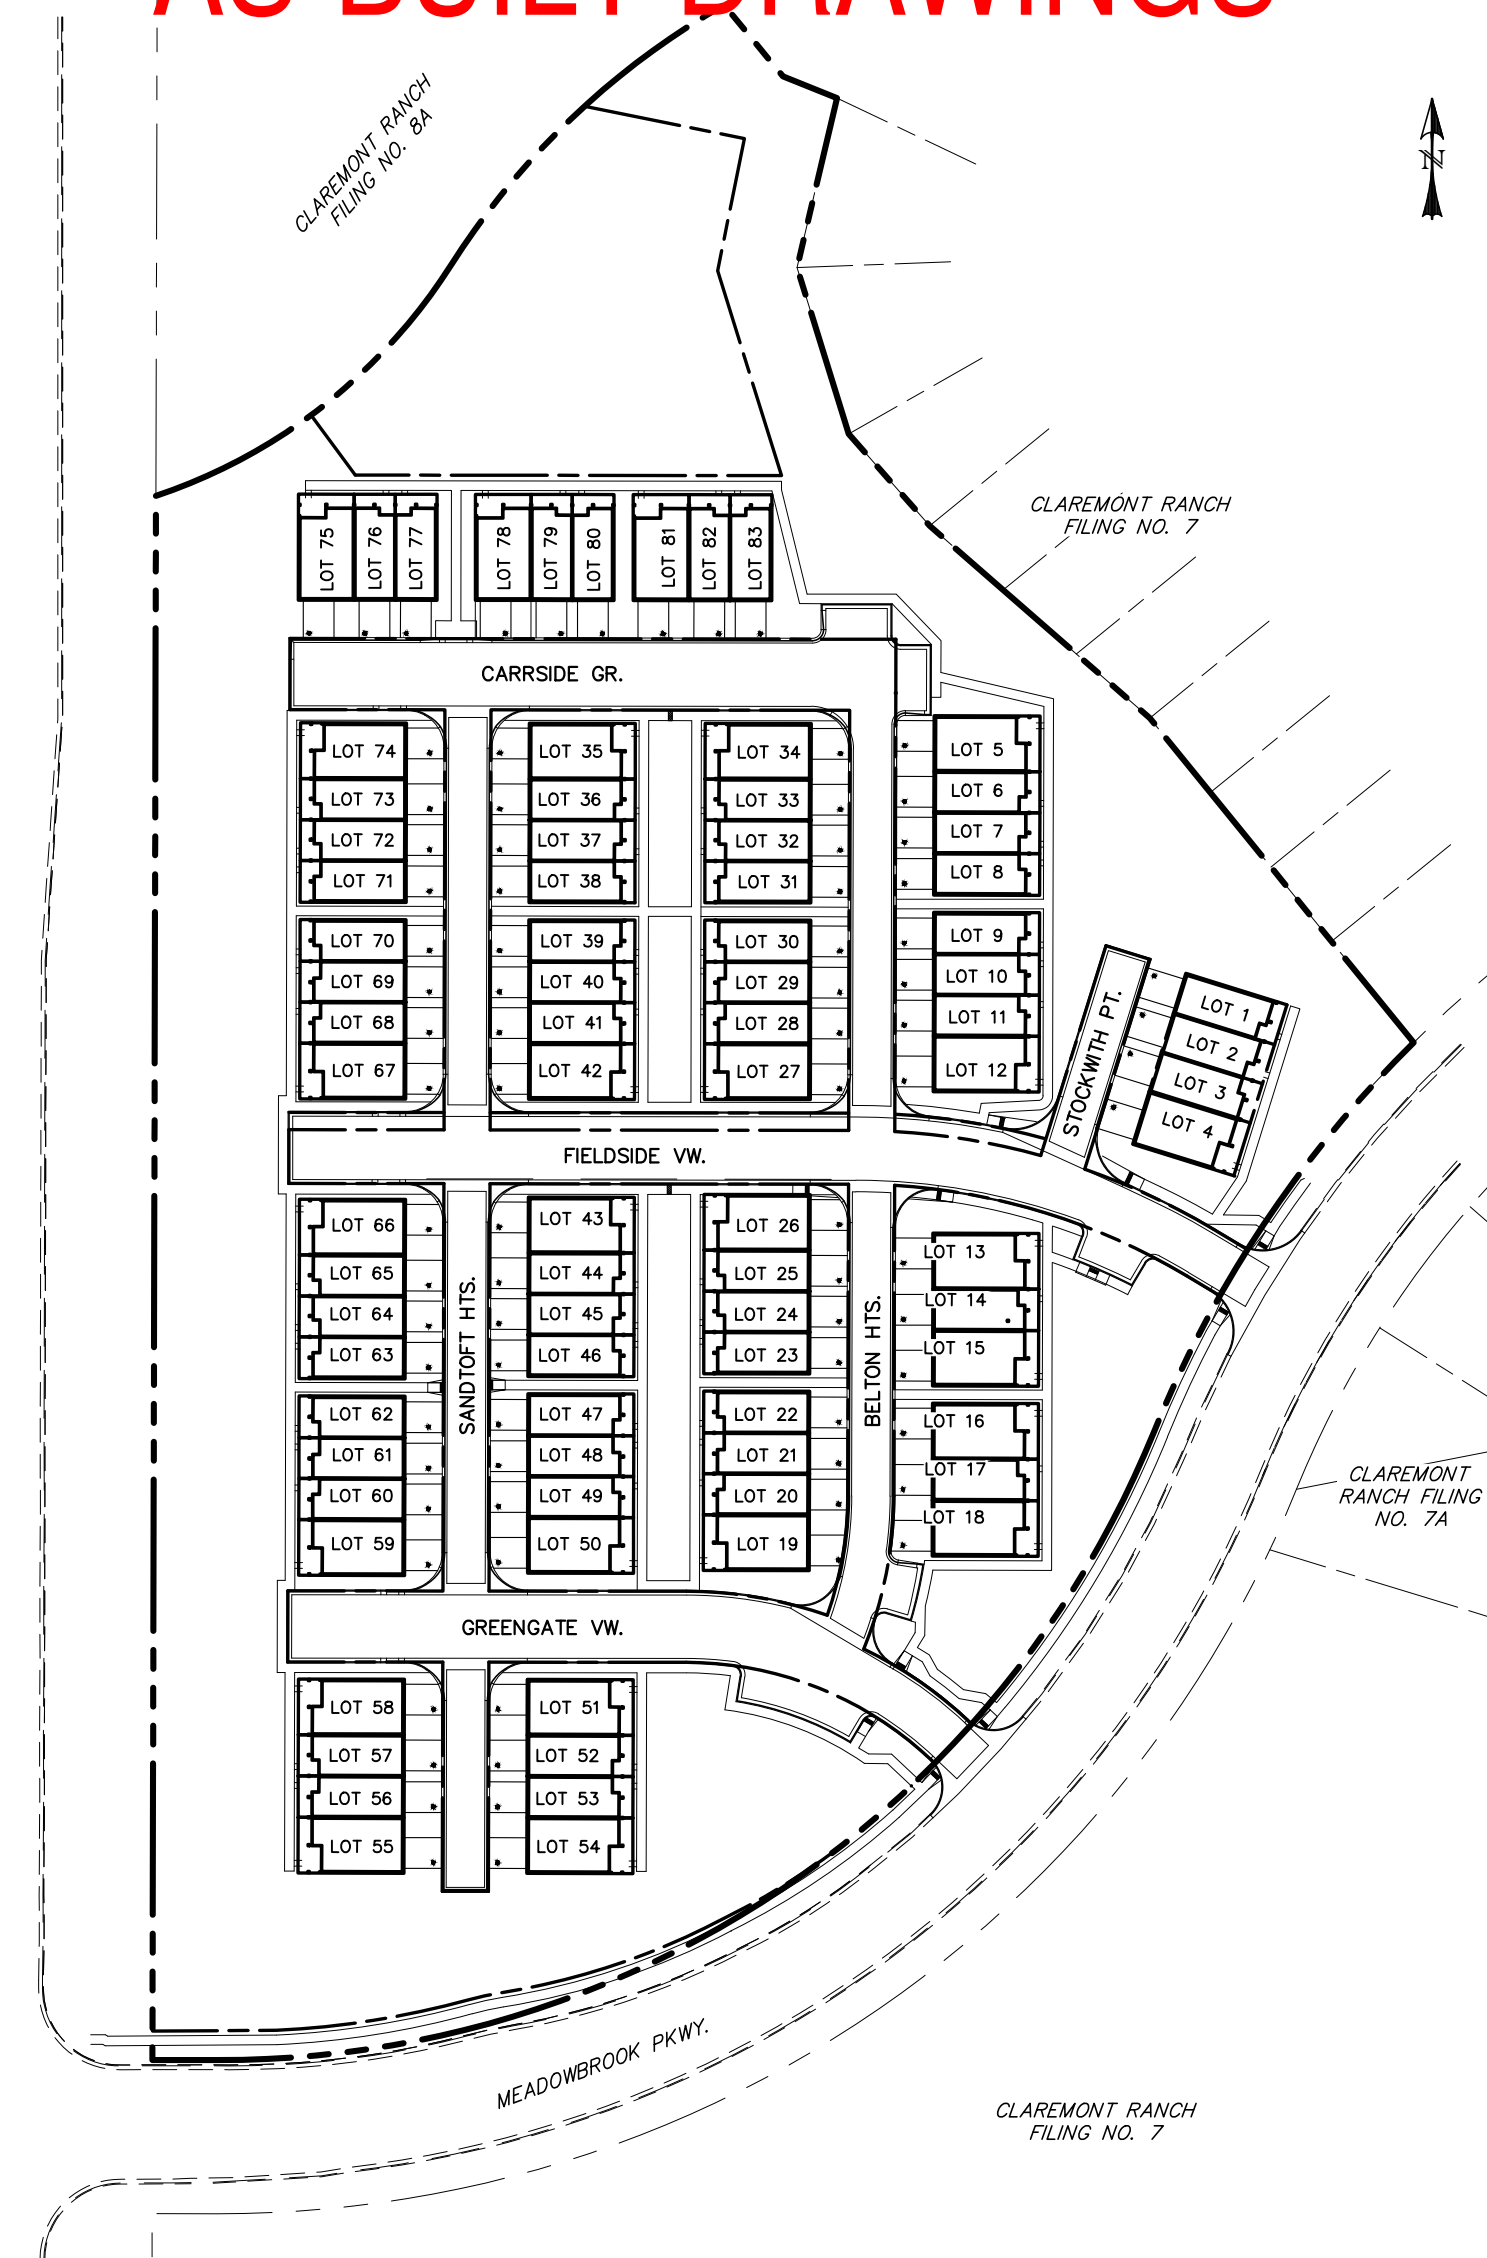 AS BUILT DRAWINGS
CLAREMONT RANCH
FILING NO. 8A
N
CLAREMONT RANCH
FILING NO. 7
LOT 75
LOT 76
LOT 77
LOT 78
LOT 79
LOT 80
LOT 81
LOT 82
LOT 83
CARRSIDE GR.
LOT 74
LOT 73
LOT 72
LOT 71
LOT 35
LOT 36
LOT 37
LOT 38
LOT 34
LOT 33
LOT 32
LOT 31
LOT 5
LOT 6
LOT 7
LOT 8
LOT 70
LOT 69
LOT 68
LOT 67
LOT 39
LOT 40
LOT 41
LOT 42
LOT 30
LOT 29
LOT 28
LOT 27
LOT 9
LOT 10
LOT 11
LOT 12
STOCKWITH PT.
LOT 1
LOT 2
LOT 3
LOT 4
FIELDSIDE VW.
LOT 66
LOT 65
LOT 64
LOT 63
SANDTOFT HTS.
LOT 43
LOT 44
LOT 45
LOT 46
LOT 26
LOT 25
LOT 24
LOT 23
BELTON HTS.
LOT 13
LOT 14
LOT 15
LOT 62
LOT 61
LOT 60
LOT 59
LOT 47
LOT 48
LOT 49
LOT 50
LOT 22
LOT 21
LOT 20
LOT 19
LOT 16
LOT 17
LOT 18
CLAREMONT
RANCH FILING
NO. 7A
GREENGATE VW.
LOT 58
LOT 57
LOT 56
LOT 55
LOT 51
LOT 52
LOT 53
LOT 54
MEADOWBROOK PKWY.
CLAREMONT RANCH
FILING NO. 7